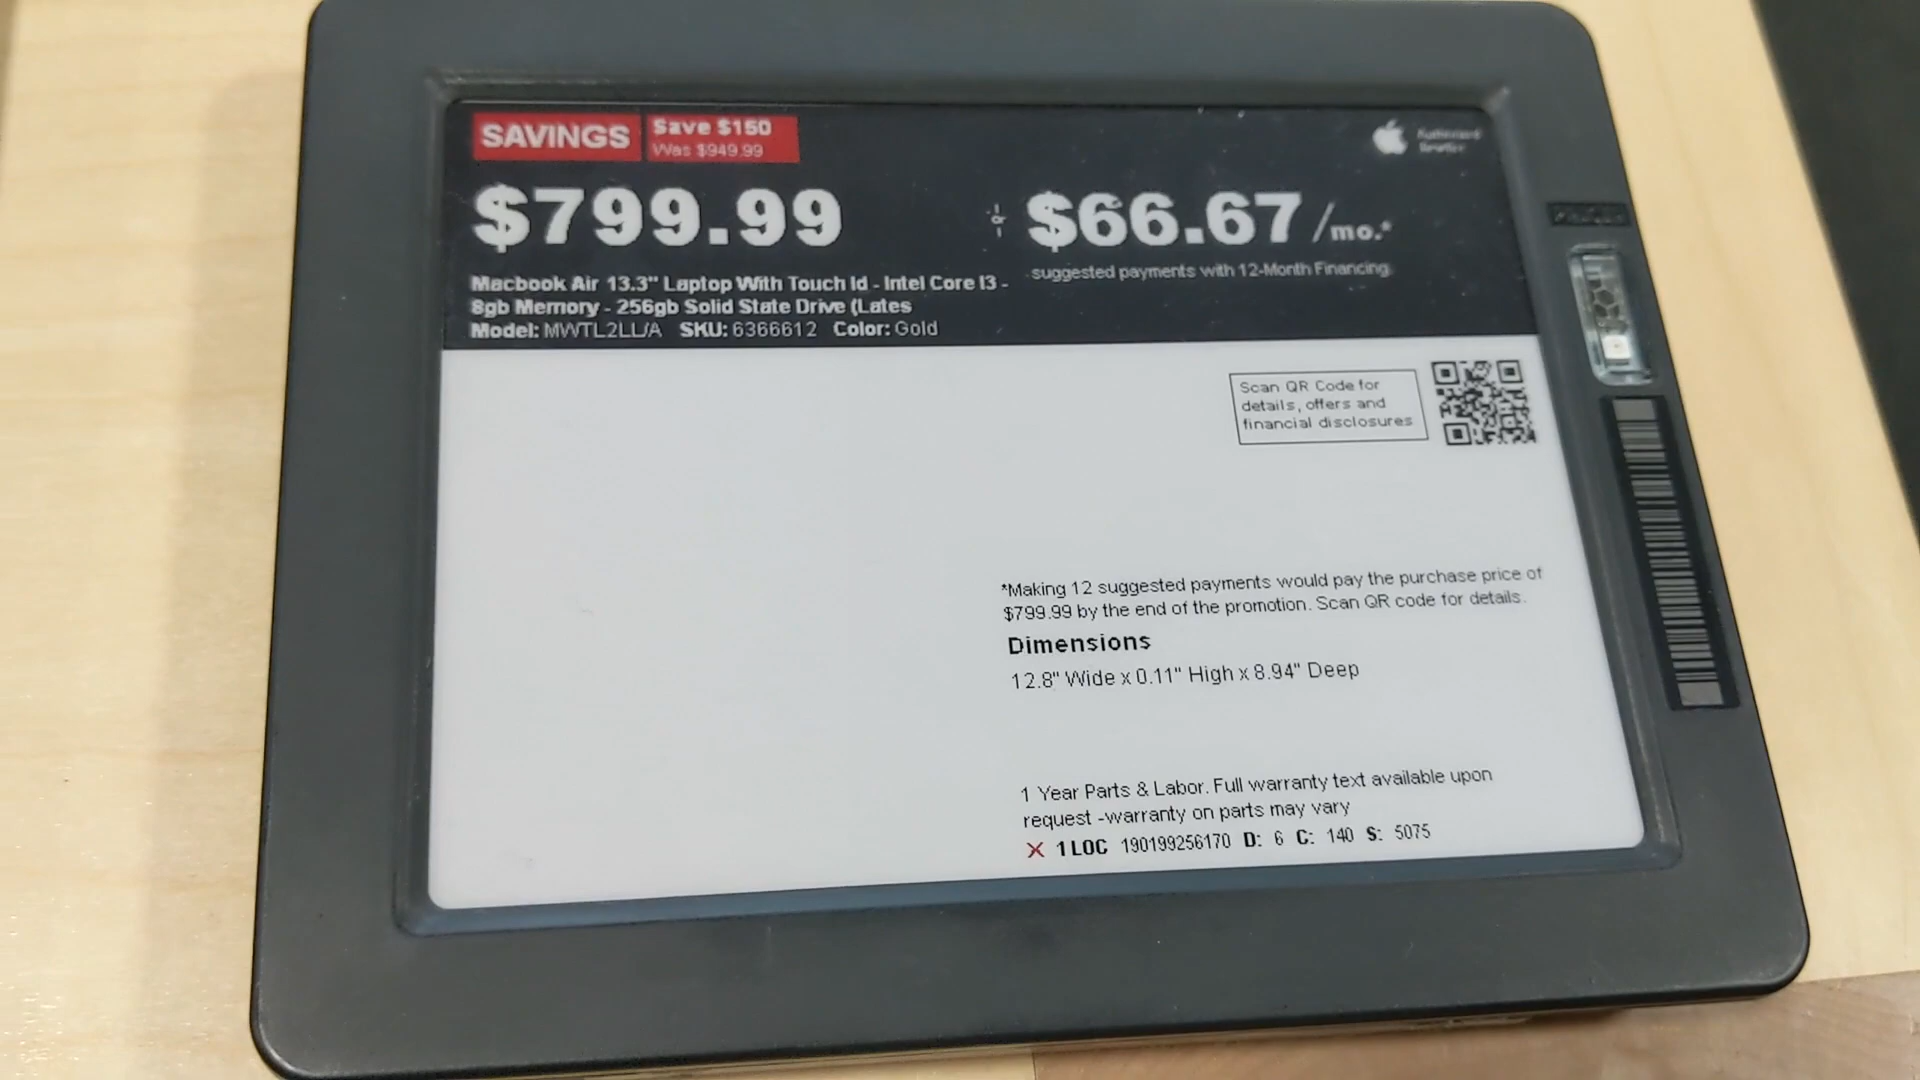 SAVINGS
Save $150
Was $949.99
Authorized
Reseller
$799.99
or
$66.67/mo.*
suggested payments with 12-Month Financing
Macbook Air 13.3" Laptop With Touch Id - Intel Core I3 -
8gb Memory - 256gb Solid State Drive (Lates
Model: MWTL2LL/A SKU: 6366612 Color: Gold
Scan QR Code for
details, offers and
financial disclosures
*Making 12 suggested payments would pay the purchase price of
$799.99 by the end of the promotion. Scan QR code for details.
Dimensions
12.8" Wide x 0.11" High x 8.94" Deep
1 Year Parts & Labor. Full warranty text available upon
request -warranty on parts may vary
X 1 LOC 190199256170 D: 6 C: 140 S: 5075